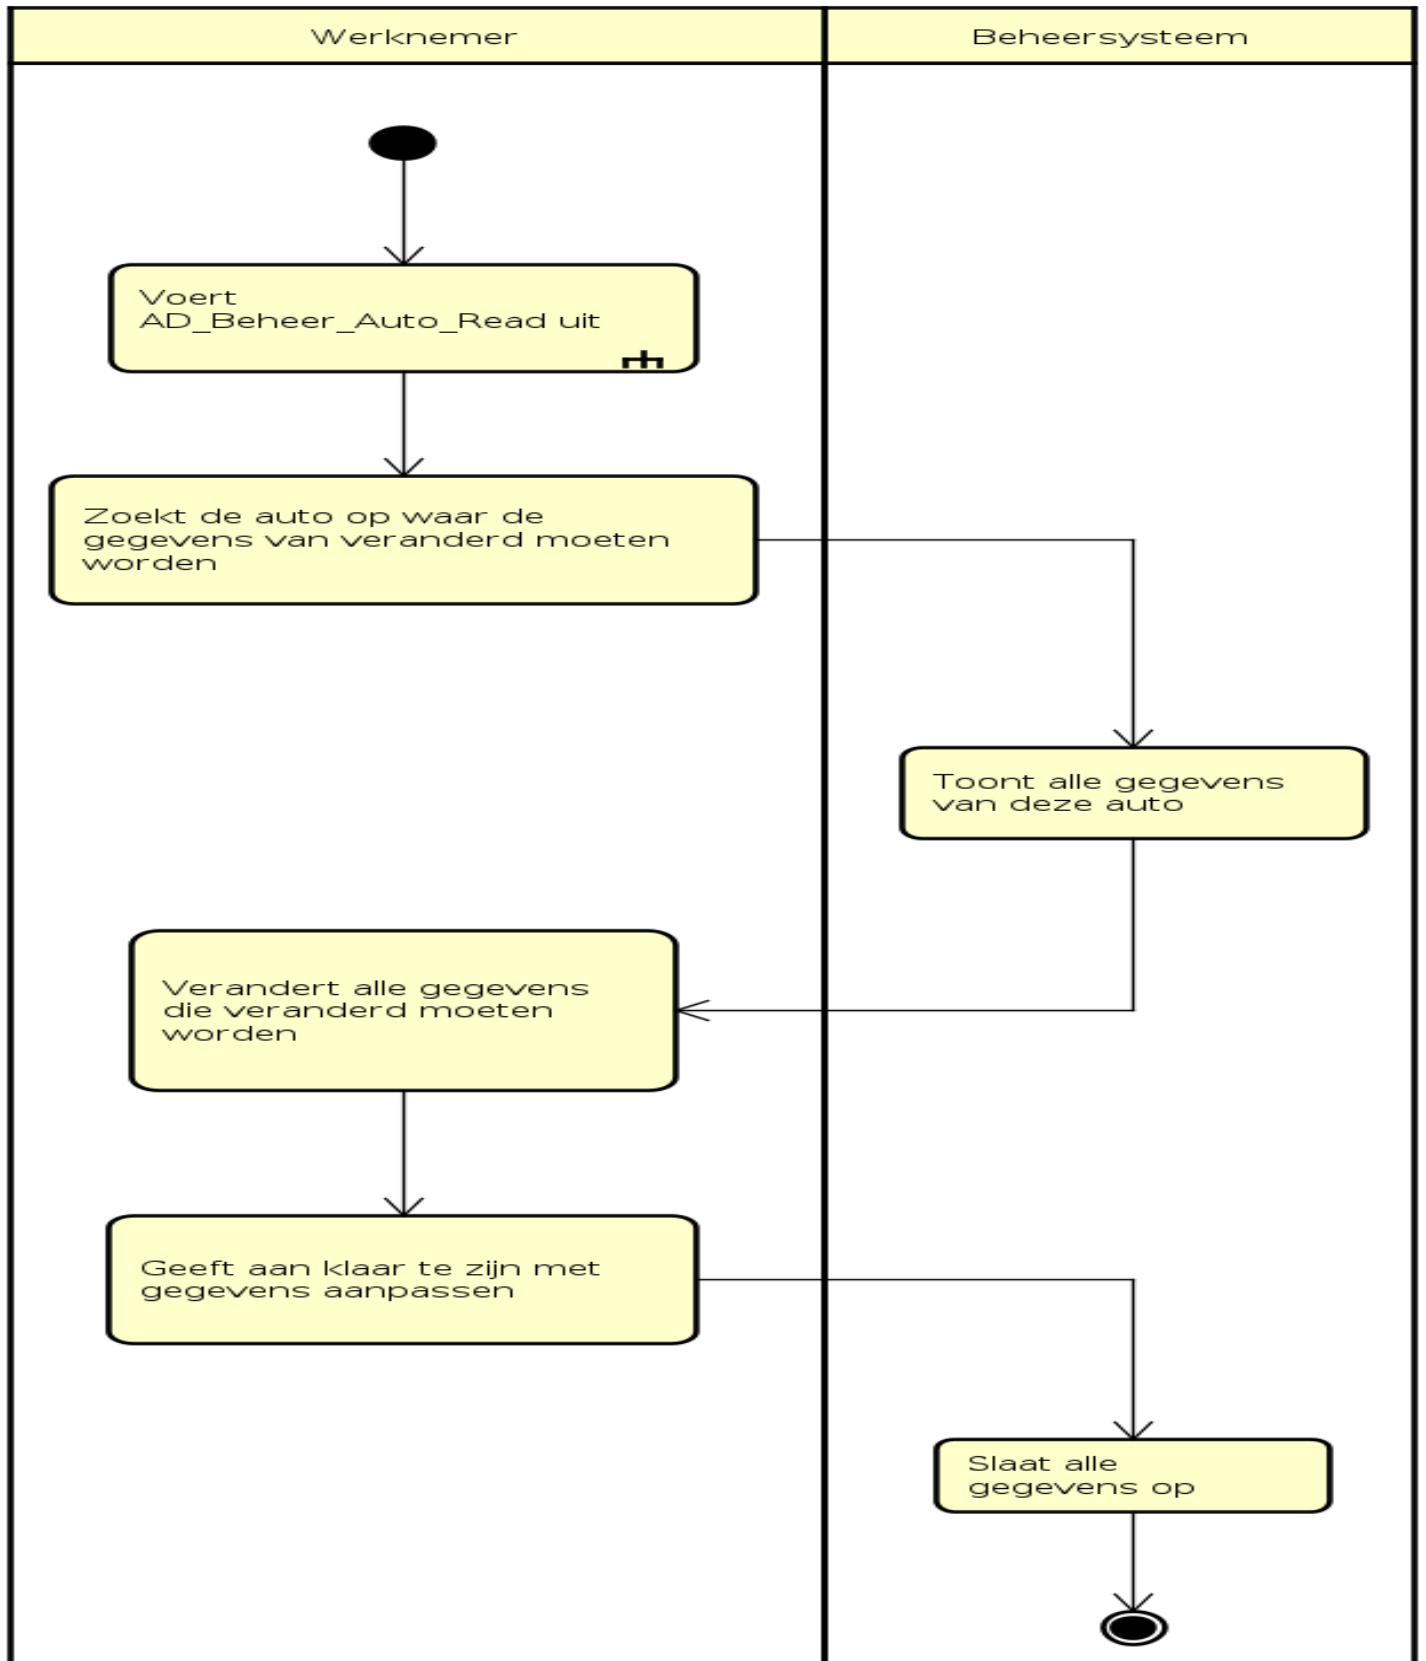 Werknemer
Beheersysteem
Voert
AD_Beheer_Auto_Read uit
Zoekt de auto op waar de
gegevens van veranderd moeten
worden
Toont alle gegevens
van deze auto
Verandert alle gegevens
die veranderd moeten
worden
Geeft aan klaar te zijn met
gegevens aanpassen
Slaat alle
gegevens op